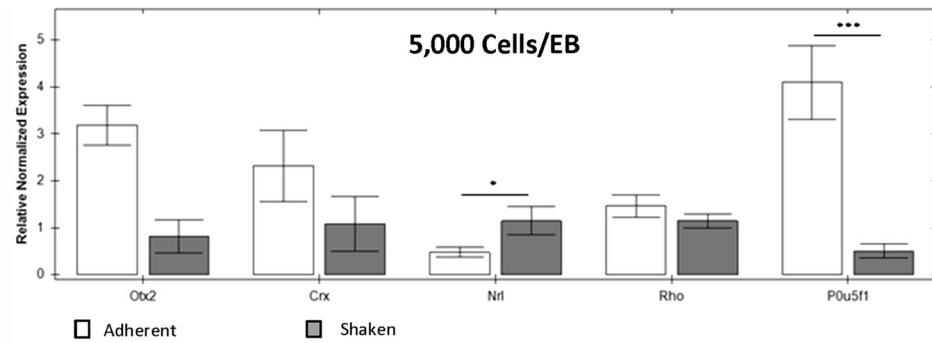 5,000 Cells/EB
***
*
Relative Normalized Expression
5
4
3
2
1
0
Otx2 Crx Nrl Rho P0u5f1
Adherent Shaken